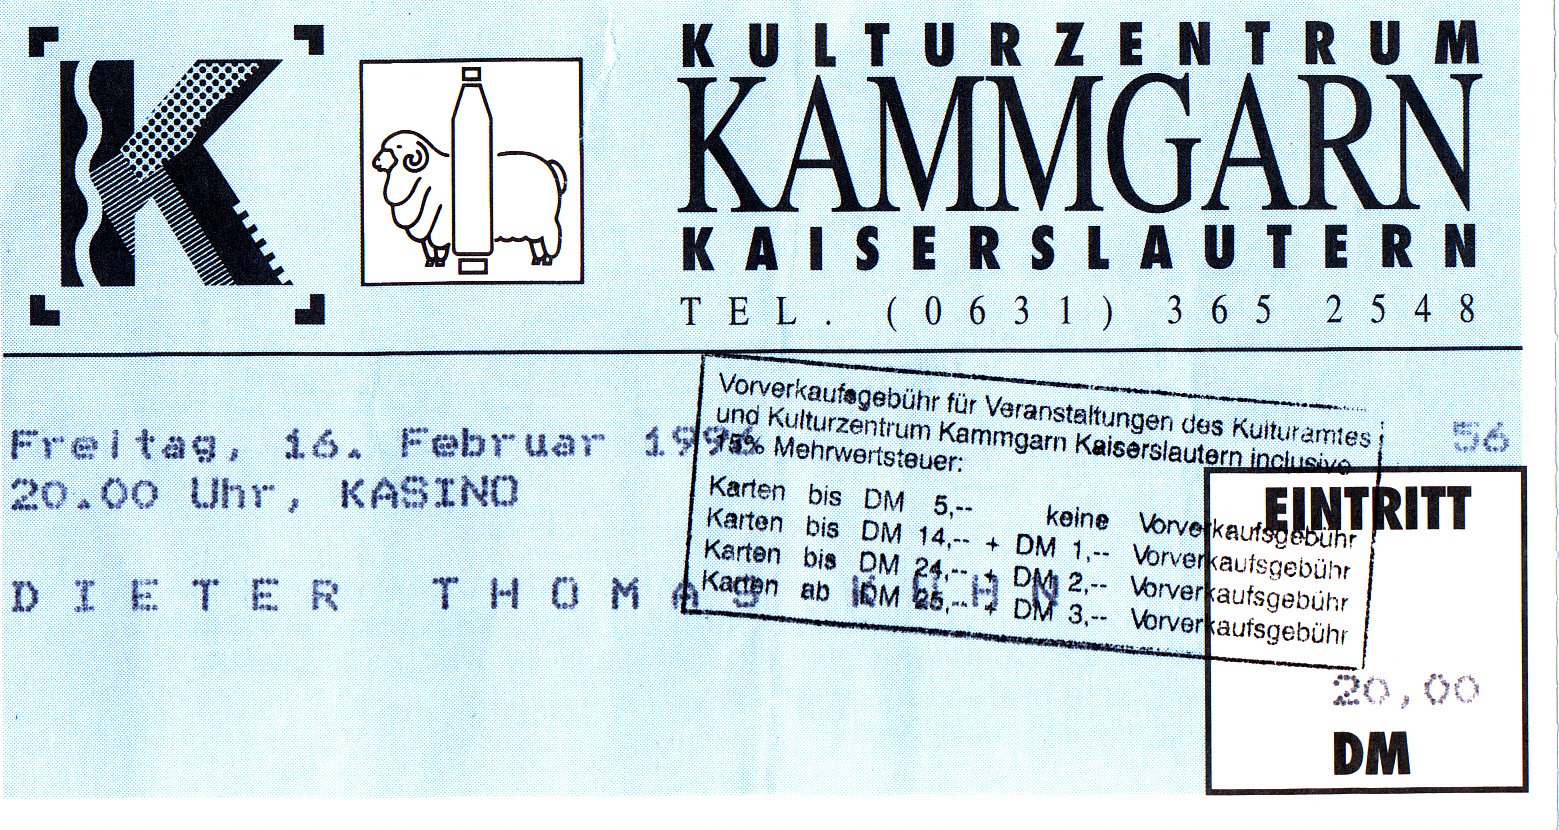 KULTURZENTRUM
KAMMGARN
KAISERSLAUTERN
TEL. (0631) 365 2548
Freitag, 16. Februar 1996
56
20.00 Uhr, KASINO
DIETER THOMAS KUHN
Vorverkaufsgebühr für Veranstaltungen des Kulturamtes
und Kulturzentrum Kammgarn Kaiserslautern inclusive
15% Mehrwertsteuer:
Karten bis DM 5,-- keine Vorverkaufsgebühr
Karten bis DM 14,-- + DM 1,-- Vorverkaufsgebühr
Karten bis DM 24,-- + DM 2,-- Vorverkaufsgebühr
Karten ab DM 25,-- + DM 3,-- Vorverkaufsgebühr
EINTRITT
20,00
DM